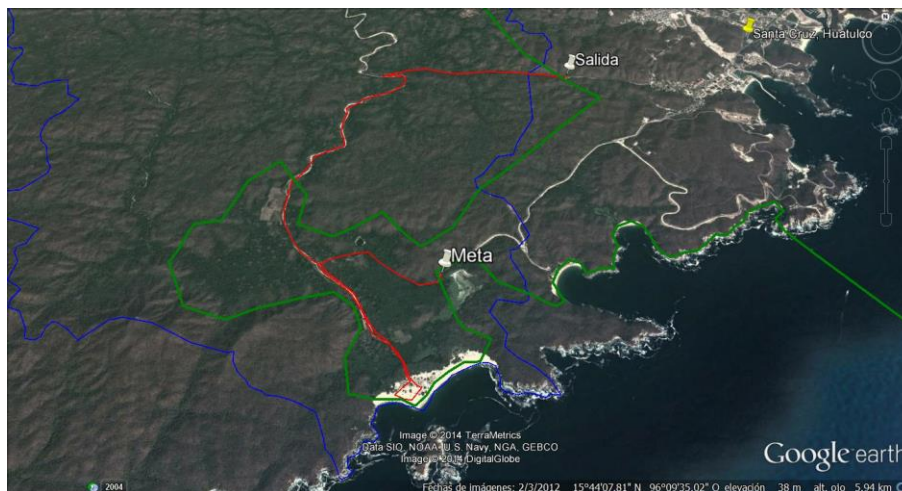 Santa Cruz, Huatulco
Salida
Meta
Image © 2014 TerraMetrics
Data SIO, NOAA, U.S. Navy, NGA, GEBCO
Image © 2014 DigitalGlobe
Google earth
2004
Fechas de imágenes: 2/3/2012 15°44'07.81" N 96°09'35.02" O elevación 38 m alt. ojo 5.94 km